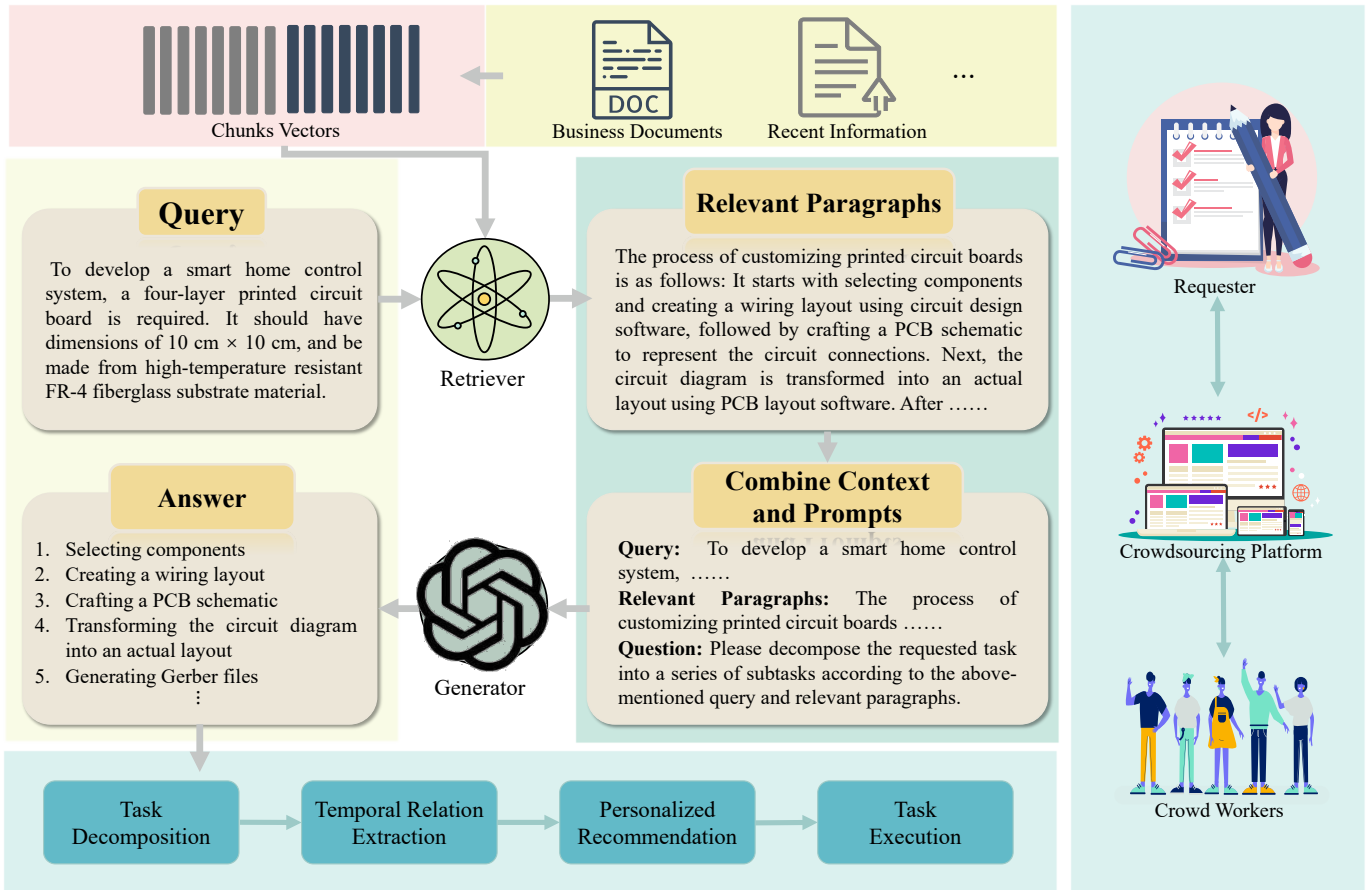 Chunks Vectors
DOC
Business Documents
Recent Information
...
Query
To develop a smart home control
system, a four-layer printed circuit
board is required. It should have
dimensions of 10 cm × 10 cm, and be
made from high-temperature resistant
FR-4 fiberglass substrate material.
Retriever
Relevant Paragraphs
The process of customizing printed circuit boards
is as follows: It starts with selecting components
and creating a wiring layout using circuit design
software, followed by crafting a PCB schematic
to represent the circuit connections. Next, the
circuit diagram is transformed into an actual
layout using PCB layout software. After ……
Combine Context
and Prompts
Query: To develop a smart home control
system, ……
Relevant Paragraphs: The process of
customizing printed circuit boards ……
Question: Please decompose the requested task
into a series of subtasks according to the above-
mentioned query and relevant paragraphs.
Generator
Answer
1. Selecting components
2. Creating a wiring layout
3. Crafting a PCB schematic
4. Transforming the circuit diagram
into an actual layout
5. Generating Gerber files
⋮
Task
Decomposition
Temporal Relation
Extraction
Personalized
Recommendation
Task
Execution
Requester
</>
Crowdsourcing Platform
Crowd Workers